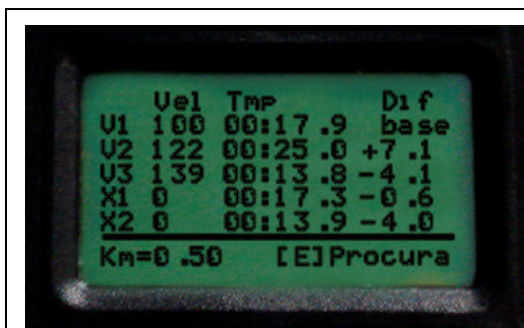 Vel Tmp Dif
V1 100 00:17.9 base
V2 122 00:25.0 +7.1
V3 139 00:13.8 -4.1
X1 0 00:17.3 -0.6
X2 0 00:13.9 -4.0
Km=0.50 [E]Procura